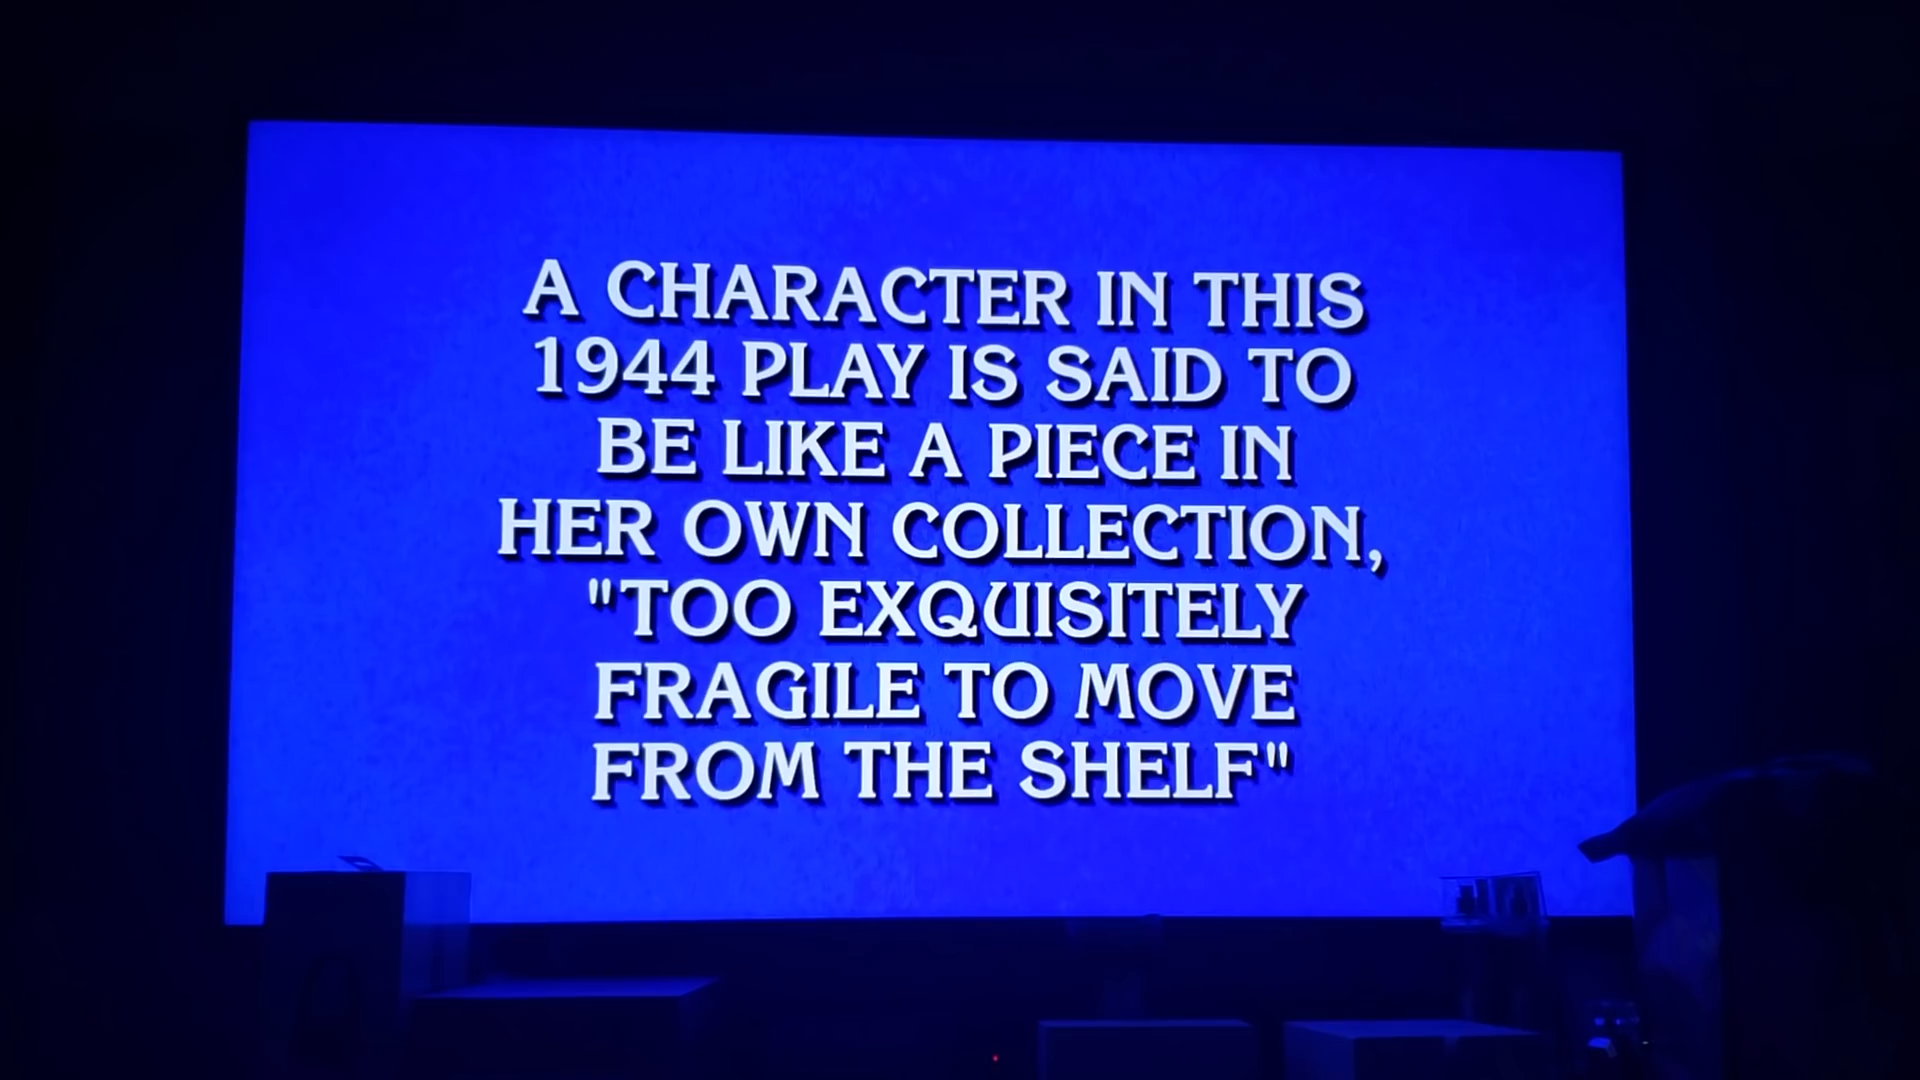 A CHARACTER IN THIS
1944 PLAY IS SAID TO
BE LIKE A PIECE IN
HER OWN COLLECTION,
"TOO EXQUISITELY
FRAGILE TO MOVE
FROM THE SHELF"